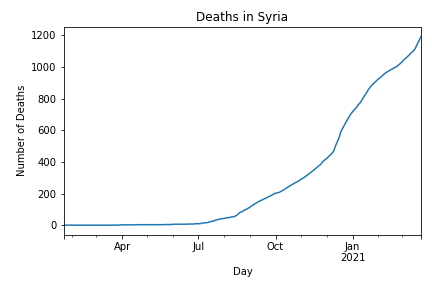 Deaths in Syria
Number of Deaths
1200
1000
800
600
400
200
0
Apr
Jul
Oct
Jan
2021
Day